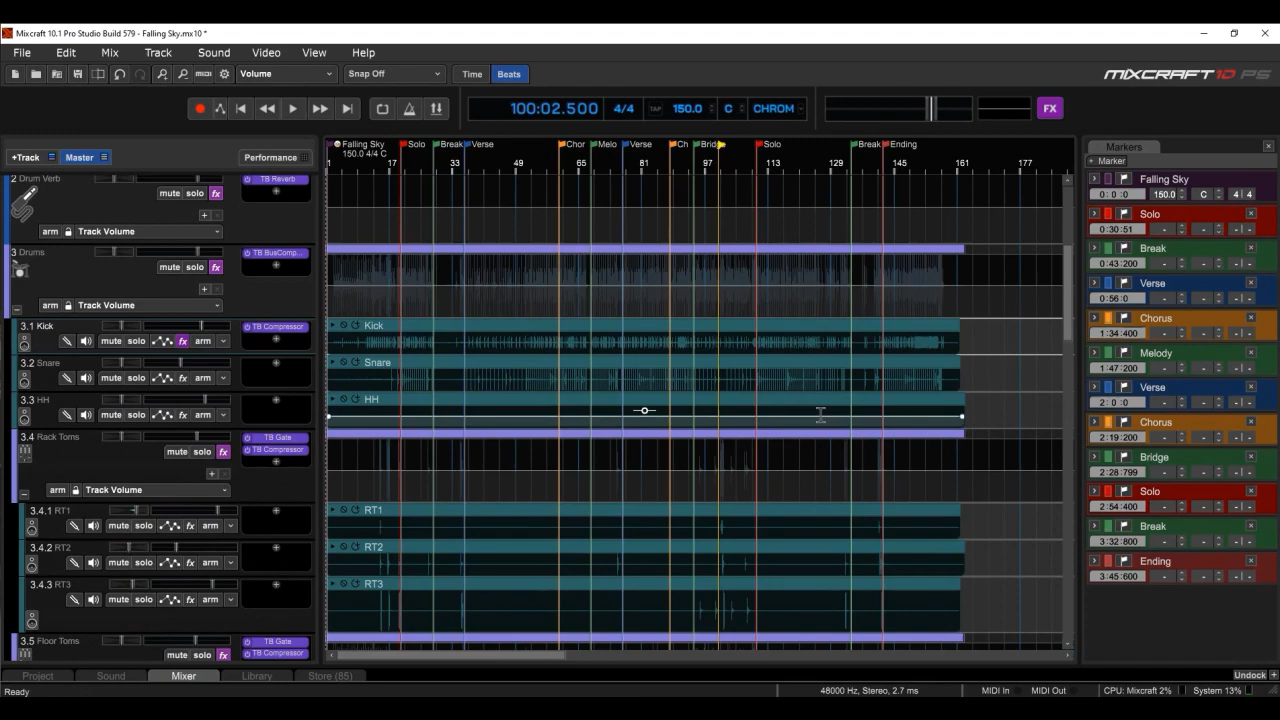 Mixcraft 10.1 Pro Studio Build 579 - Falling Sky.mx10 *
File Edit Mix Track Sound Video View Help
midi Volume Snap Off Time Beats MIXCRAFT 10 PS
100:02.500 4/4 TAP 150.0 C CHROM FX
+Track Master Performance
Falling Sky Solo Break Verse Chor Melo Verse Ch Bridge Solo Break Ending
150.0 4/4 C
1 17 33 49 65 81 97 113 129 145 161 177
2 Drum Verb
mute solo fx
TB Reverb
arm Track Volume
3 Drums
mute solo fx
TB BusComp...
arm Track Volume
3.1 Kick
mute solo fx arm
TB Compressor
Kick
3.2 Snare
mute solo fx arm
Snare
3.3 HH
mute solo fx arm
HH
3.4 Rack Toms
mute solo fx
TB Gate
TB Compressor
arm Track Volume
3.4.1 RT1
mute solo fx arm
RT1
3.4.2 RT2
mute solo fx arm
RT2
3.4.3 RT3
mute solo fx arm
RT3
3.5 Floor Toms
mute solo fx
TB Gate
TB Compressor
Markers
+ Marker
Falling Sky
0: 0 :0 150.0 C 4|4
Solo
0:30:51 - - -|-
Break
0:43:200 - - -|-
Verse
0:56:0 - - -|-
Chorus
1:34:400 - - -|-
Melody
1:47:200 - - -|-
Verse
2: 0 :0 - - -|-
Chorus
2:19:200 - - -|-
Bridge
2:28:799 - - -|-
Solo
2:54:400 - - -|-
Break
3:32:800 - - -|-
Ending
3:45:600 - - -|-
Project Sound Mixer Library Store (85) Undock
Ready 48000 Hz, Stereo, 2.7 ms MIDI In MIDI Out CPU: Mixcraft 2% System 13%